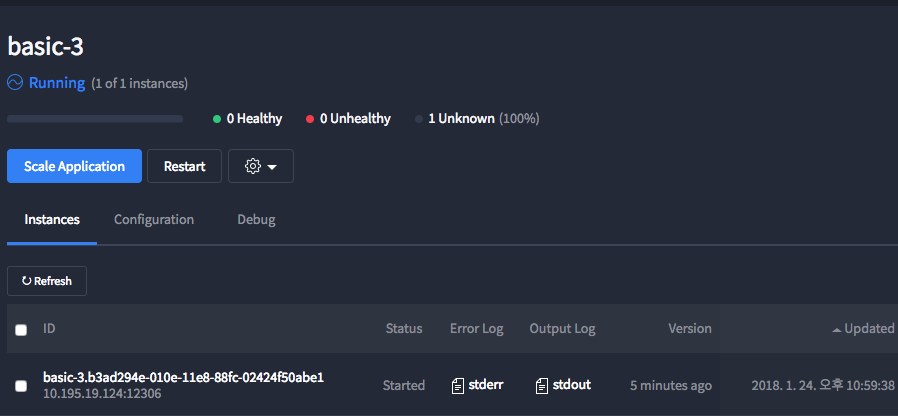 basic-3
Running (1 of 1 instances)
0 Healthy 0 Unhealthy 1 Unknown (100%)
Scale Application Restart
Instances Configuration Debug
Refresh
ID Status Error Log Output Log Version Updated
basic-3.b3ad294e-010e-11e8-88fc-02424f50abe1 Started stderr stdout 5 minutes ago 2018. 1. 24. 오후 10:59:38
10.195.19.124:12306